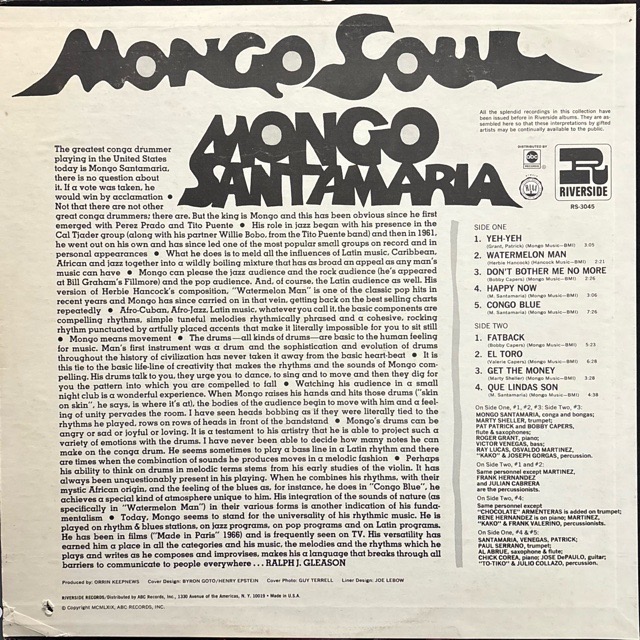 MONGO SOUL
MONGO
SANTAMARIA
All the splendid recordings in this collection have
been issued before in Riverside albums. They are as-
sembled here so that these interpretations by gifted
artists may be continually available to the public.
DISTRIBUTED BY
abc
RECORDS
R
RIVERSIDE
RS-3045
The greatest conga drummer
playing in the United States
today is Mongo Santamaria,
there is no question about
it. If a vote was taken, he
would win by acclamation •
Not that there are not other
great conga drummers; there are. But the king is Mongo and this has been obvious since he first
emerged with Perez Prado and Tito Puente • His role in jazz began with his presence in the
Cal Tjader group (along with his partner Willie Bobo, from the Tito Puente band) and then in 1961,
he went out on his own and has since led one of the most popular small groups on record and in
personal appearances • What he does is to meld all the influences of Latin music, Caribbean,
African and jazz together into a wildly boiling mixture that has as broad an appeal as any man's
music can have • Mongo can please the jazz audience and the rock audience (he's appeared
at Bill Graham's Fillmore) and the pop audience. And, of course, the Latin audience as well. His
version of Herbie Hancock's composition, "Watermelon Man" is one of the classic pop hits in
recent years and Mongo has since carried on in that vein, getting back on the best selling charts
repeatedly • Afro-Cuban, Afro-Jazz, Latin music, whatever you call it, the basic components are
compelling rhythms, simple tuneful melodies rhythmically phrased and a cohesive, rocking
rhythm punctuated by artfully placed accents that make it literally impossible for you to sit still
• Mongo means movement • The drums—all kinds of drums—are basic to the human feeling
for music. Man's first instrument was a drum and the sophistication and evolution of drums
throughout the history of civilization has never taken it away from the basic heart-beat • It is
this tie to the basic life-line of creativity that makes the rhythms and the sounds of Mongo com-
pelling. His drums talk to you, they urge you to dance, to sing and to move and then they dig for
you the pattern into which you are compelled to fall • Watching his audience in a small
night club is a wonderful experience. When Mongo raises his hands and hits those drums ("skin
on skin", he says, is where it's at), the bodies of the audience begin to move with him and a feel-
ing of unity pervades the room. I have seen heads bobbing as if they were literally tied to the
rhythms he played, rows on rows of heads in front of the bandstand • Mongo's drums can be
angry or sad or joyful or loving. It is a testament to his artistry that he is able to project such a
variety of emotions with the drums. I have never been able to decide how many notes he can
make on the conga drum. He seems sometimes to play a bass line in a Latin rhythm and there
are times when the combination of sounds he produces moves in a melodic fashion • Perhaps
his ability to think on drums in melodic terms stem from his early studies of the violin. It has
always been unquestionably present in his playing. When he combines his rhythms, with their
mystic African origin, and the feeling of the blues as, for instance, he does in "Congo Blue", he
achieves a special kind of atmosphere unique to him. His integration of the sounds of nature (as
specifically in "Watermelon Man") in their various forms is another indication of his funda-
mentalism • Today, Mongo seems to stand for the universality of his rhythmic music. He is
played on rhythm & blues stations, on jazz programs, on pop programs and on Latin programs.
He has been in films ("Made in Paris" 1966) and is frequently seen on TV. His versatility has
earned him a place in all the categories and his music, the melodies and the rhythms which he
plays and writes as he composes and improvises, makes his a language that breaks through all
barriers to communicate to people everywhere . . . RALPH J. GLEASON
SIDE ONE
1. YEH-YEH
(Grant, Patrick) (Mongo Music—BMI) 3:05
2. WATERMELON MAN
(Herbie Hancock) (Hancock Music—BMI) 2:21
3. DON'T BOTHER ME NO MORE
(Bobby Capers) (Mongo Music—BMI) 2:26
4. HAPPY NOW
(M. Santamaria) (Mongo Music—BMI) 3:06
5. CONGO BLUE
(M. Santamaria) (Mongo Music—BMI) 7:26
SIDE TWO
1. FATBACK
(Bobby Capers) (Mongo Music—BMI) 5:23
2. EL TORO
(Valerie Capers) (Mongo Music—BMI) 6:28
3. GET THE MONEY
(Marty Sheller) (Mongo Music—BMI) 3:28
4. QUE LINDAS SON
(M. Santamaria) (Mongo Music—BMI) 4:38
On Side One, #1, #2, #3: Side Two, #3:
MONGO SANTAMARIA, conga and bongos;
MARTY SHELLER, trumpet;
PAT PATRICK and BOBBY CAPERS,
flute & saxophones;
ROGER GRANT, piano;
VICTOR VENEGAS, bass;
RAY LUCAS, OSVALDO MARTINEZ,
"KAKO" & JOSEPH GORGAS, percussion.
On Side Two, #1 and #2:
Same personnel except MARTINEZ,
FRANK HERNANDEZ
and JULIAN CABRERA
are the percussionists.
On Side Two, #4:
Same personnel except
"CHOCOLATE" ARMENTERAS is added on trumpet;
RENE HERNANDEZ is on piano; MARTINEZ,
"KAKO" & FRANK VALERINO, percussionists.
On Side One, #4 & #5:
SANTAMARIA, VENEGAS, PATRICK;
PAUL SERRANO, trumpet;
AL ABRUE, saxophone & flute;
CHICK COREA, piano; JOSE DePAULO, guitar;
"TO-TIKO" & JULIO COLLAZO, percussion.
Produced by: ORRIN KEEPNEWS Cover Design: BYRON GOTO/HENRY EPSTEIN Cover Photo: GUY TERRELL Liner Design: JOE LEBOW
RIVERSIDE RECORDS/Distributed by ABC Records, Inc., 1330 Avenue of the Americas, N. Y. 10019 • Made in U.S.A.
© Copyright MCMLXIX, ABC RECORDS, INC.